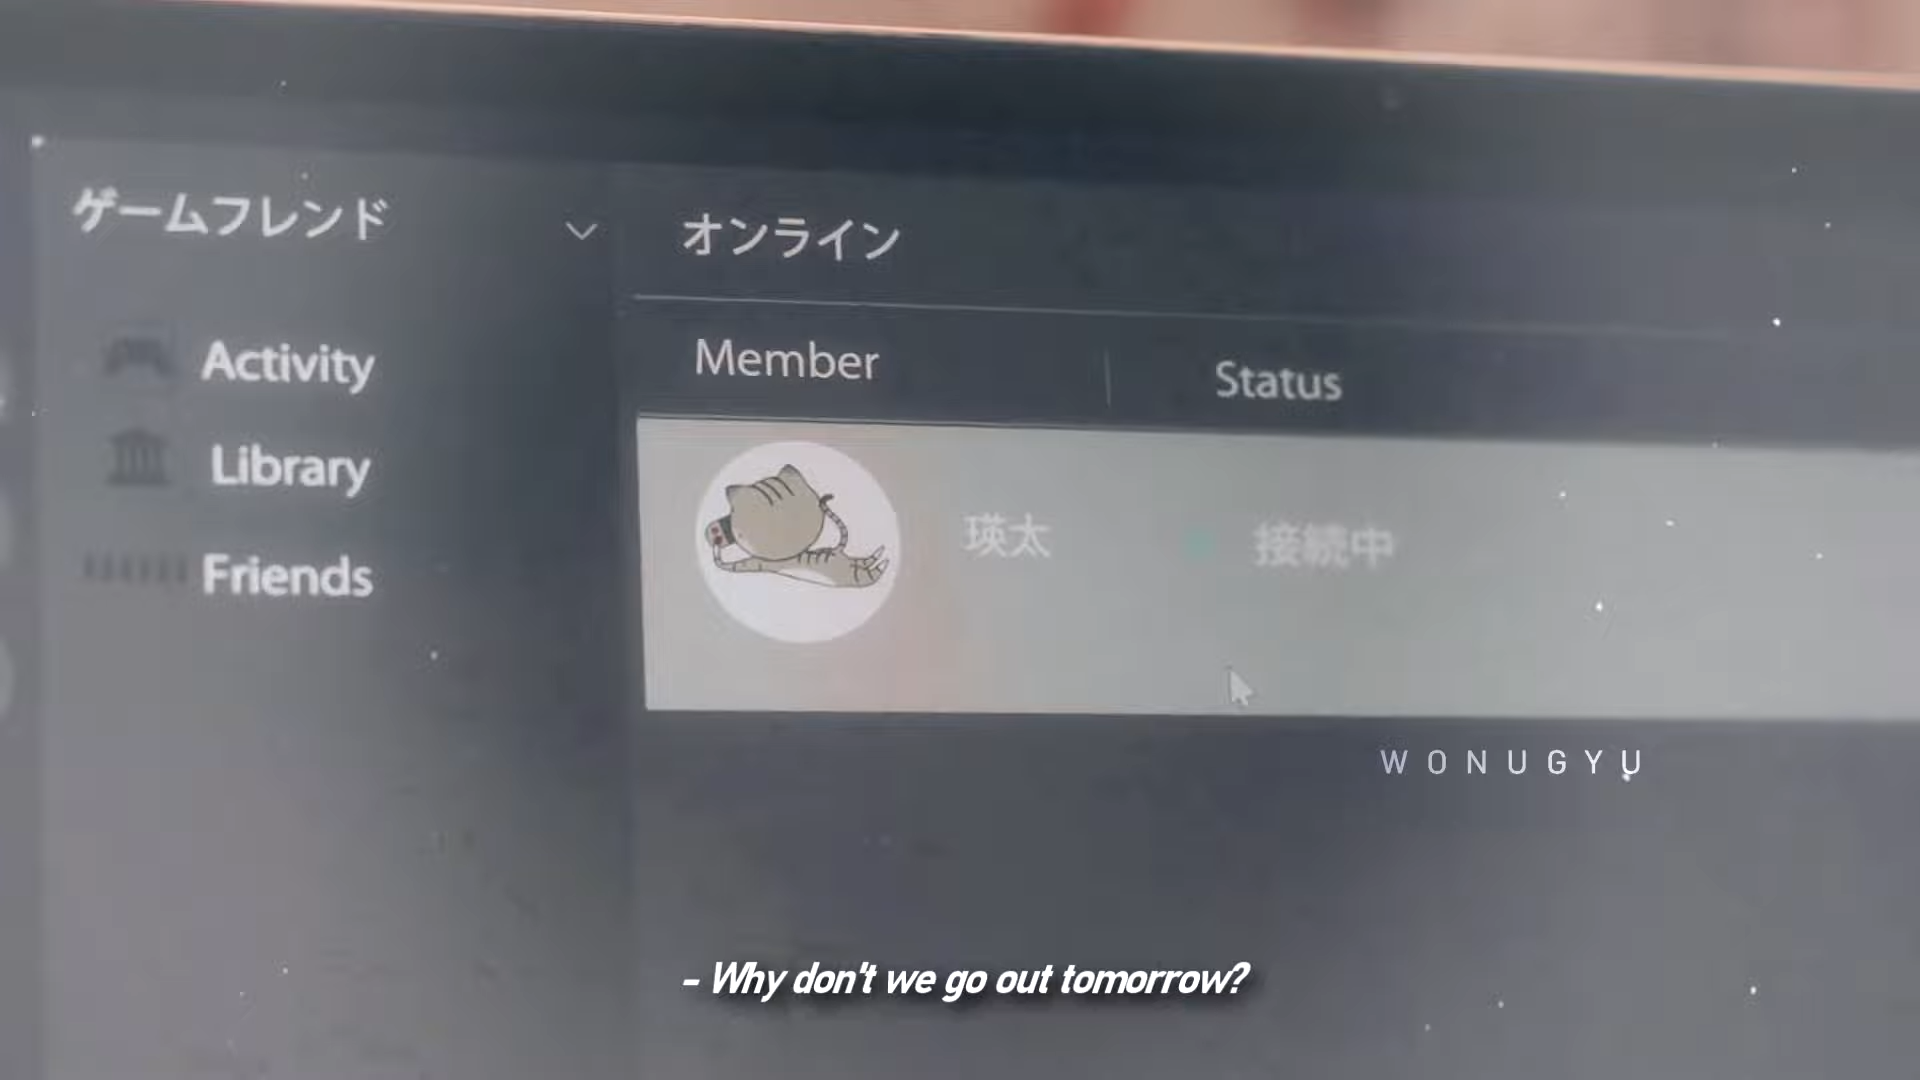 ゲームフレンド
Activity
Library
Friends
オンライン
Member
Status
瑛太
接続中
WONUGYU
- Why don't we go out tomorrow?